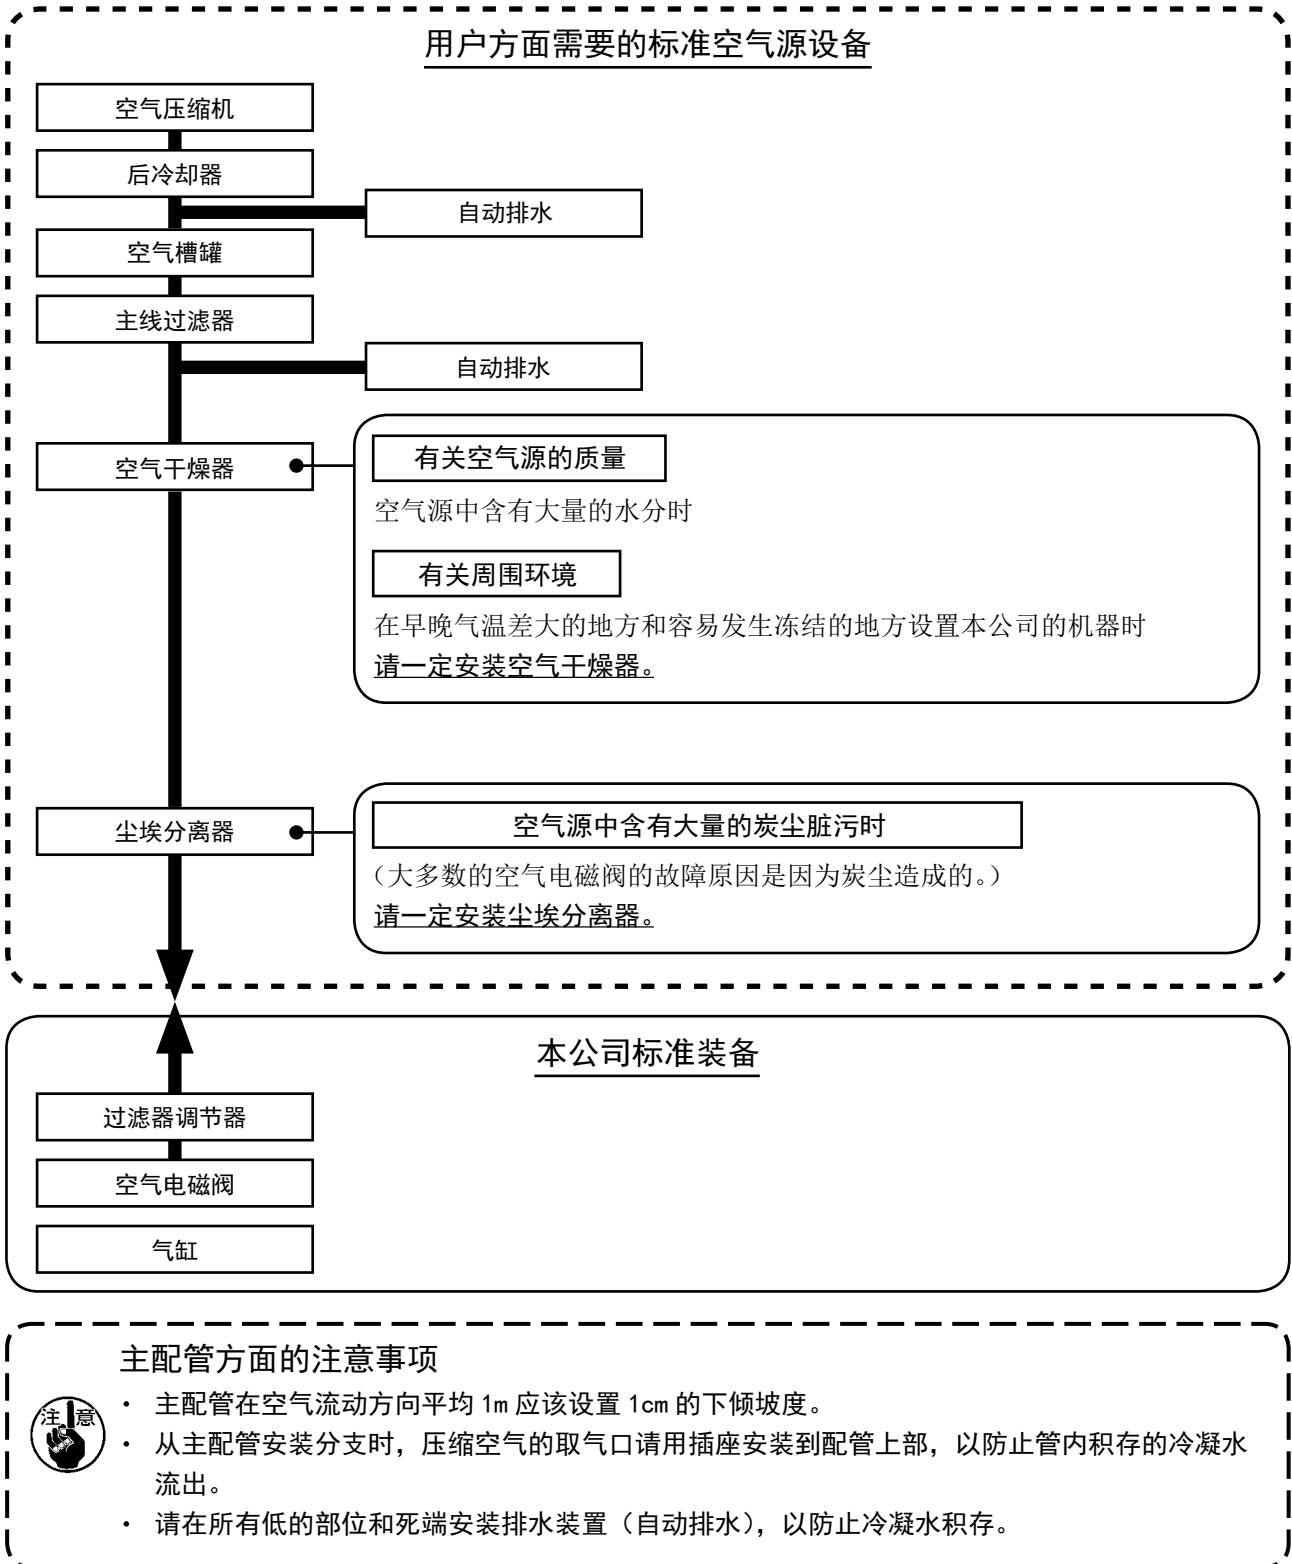 用户方面需要的标准空气源设备
空气压缩机
后冷却器
自动排水
空气槽罐
主线过滤器
自动排水
空气干燥器
有关空气源的质量
空气源中含有大量的水分时
有关周围环境
在早晚气温差大的地方和容易发生冻结的地方设置本公司的机器时
请一定安装空气干燥器。
尘埃分离器
空气源中含有大量的炭尘脏污时
（大多数的空气电磁阀的故障原因是因为炭尘造成的。）
请一定安装尘埃分离器。
本公司标准装备
过滤器调节器
空气电磁阀
气缸
主配管方面的注意事项
注意
· 主配管在空气流动方向平均 1m 应该设置 1cm 的下倾坡度。
· 从主配管安装分支时，压缩空气的取气口请用插座安装到配管上部，以防止管内积存的冷凝水
流出。
· 请在所有低的部位和死端安装排水装置（自动排水），以防止冷凝水积存。